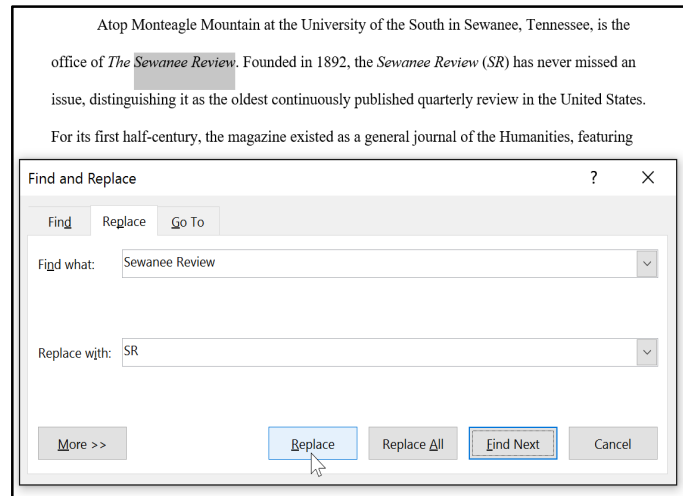 Atop Monteagle Mountain at the University of the South in Sewanee, Tennessee, is the
office of The Sewanee Review. Founded in 1892, the Sewanee Review (SR) has never missed an
issue, distinguishing it as the oldest continuously published quarterly review in the United States.
For its first half-century, the magazine existed as a general journal of the Humanities, featuring
Find and Replace ? X
Find Replace Go To
Find what: Sewanee Review
Replace with: SR
More >> Replace Replace All Find Next Cancel